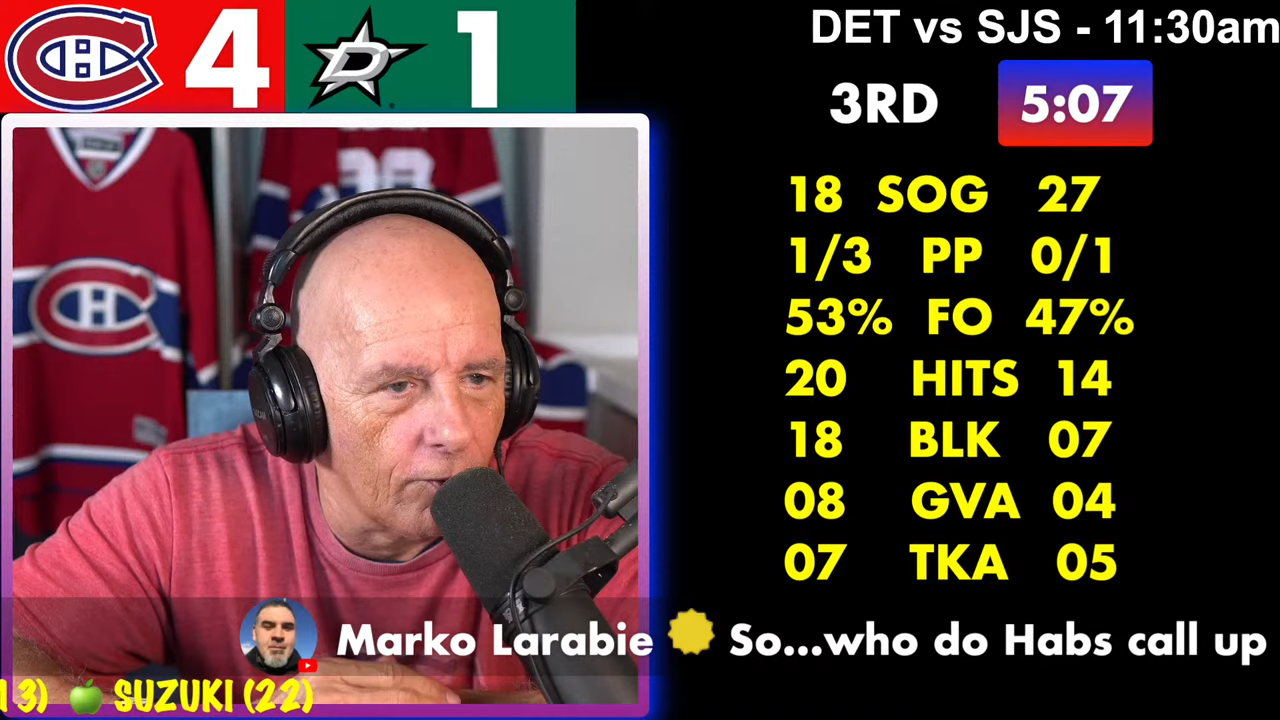 4 1
DET vs SJS - 11:30am
3RD 5:07
18 SOG 27
1/3 PP 0/1
53% FO 47%
20 HITS 14
18 BLK 07
08 GVA 04
07 TKA 05
Marko Larabie So...who do Habs call up
13) SUZUKI (22)